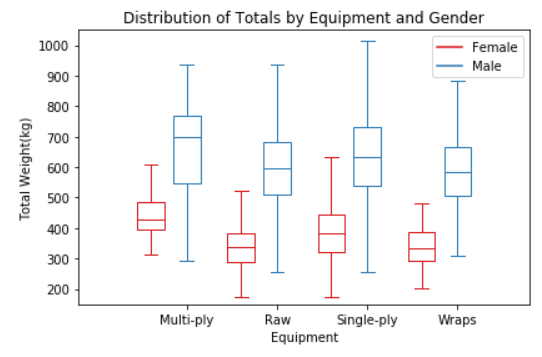 Distribution of Totals by Equipment and Gender
Female
Male
Total Weight(kg)
1000
900
800
700
600
500
400
300
200
Multi-ply Raw Single-ply Wraps
Equipment